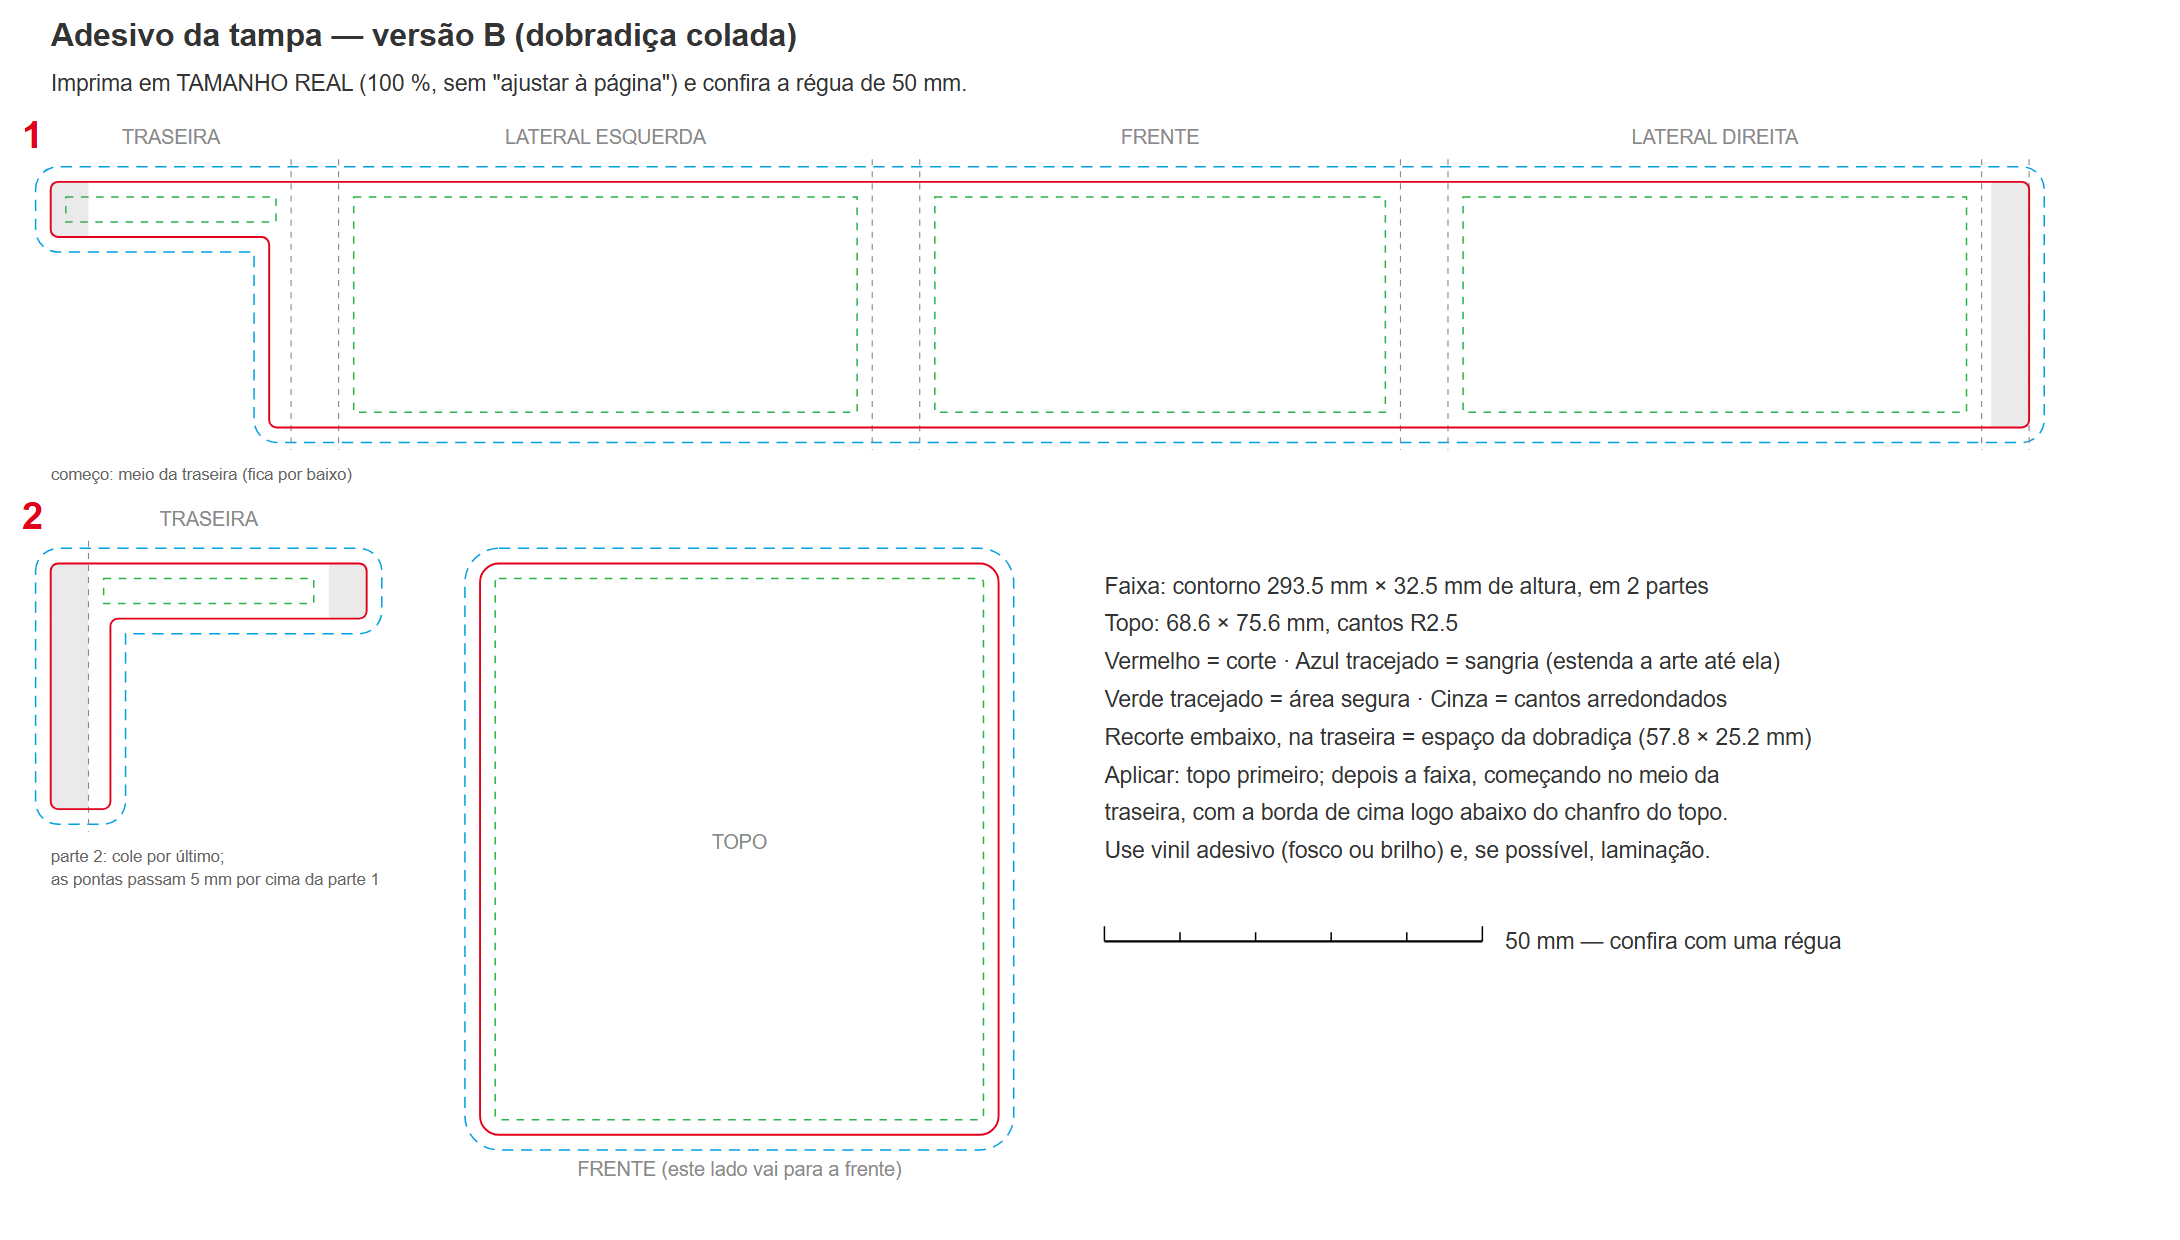 Adesivo da tampa — versão B (dobradiça colada)
Imprima em TAMANHO REAL (100 %, sem "ajustar à página") e confira a régua de 50 mm.
1
TRASEIRA
LATERAL ESQUERDA
FRENTE
LATERAL DIREITA
começo: meio da traseira (fica por baixo)
2
TRASEIRA
parte 2: cole por último;
as pontas passam 5 mm por cima da parte 1
TOPO
FRENTE (este lado vai para a frente)
Faixa: contorno 293.5 mm × 32.5 mm de altura, em 2 partes
Topo: 68.6 × 75.6 mm, cantos R2.5
Vermelho = corte · Azul tracejado = sangria (estenda a arte até ela)
Verde tracejado = área segura · Cinza = cantos arredondados
Recorte embaixo, na traseira = espaço da dobradiça (57.8 × 25.2 mm)
Aplicar: topo primeiro; depois a faixa, começando no meio da
traseira, com a borda de cima logo abaixo do chanfro do topo.
Use vinil adesivo (fosco ou brilho) e, se possível, laminação.
50 mm — confira com uma régua